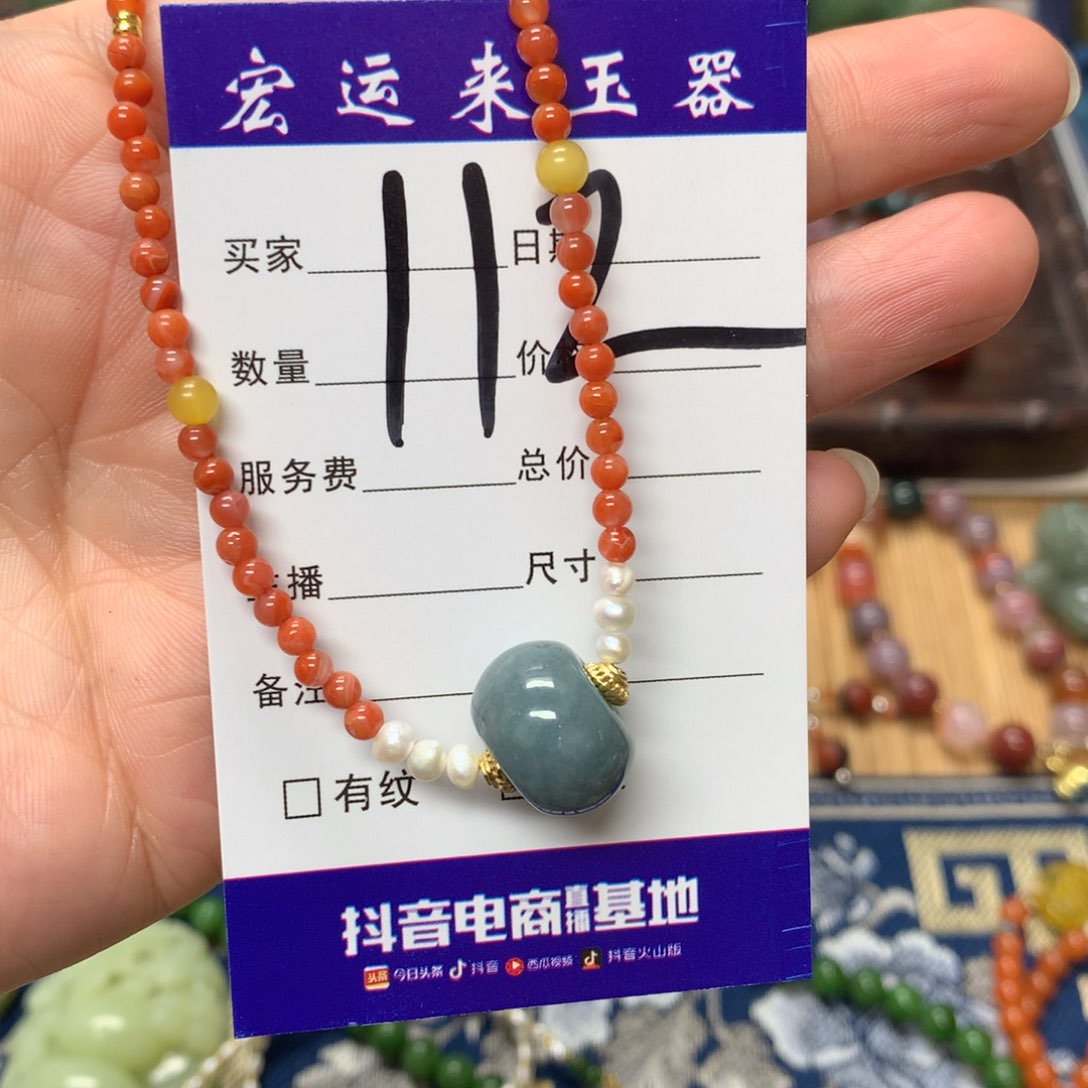 宏运来玉器
112
买家 日期
数量 价
服务费 总价
播 尺寸
备注
有纹
抖音电商直播基地
头条 今日头条 抖音 西瓜视频 抖音火山版